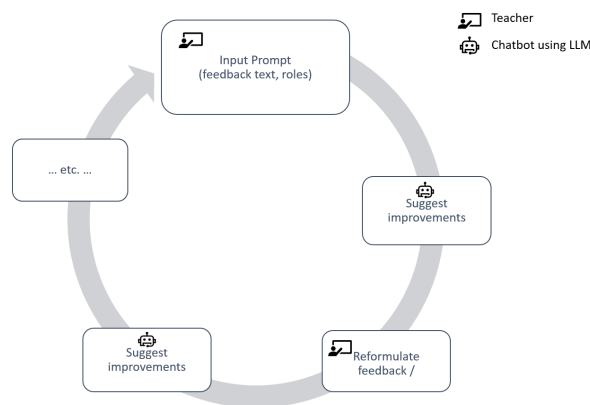 Teacher
Chatbot using LLM
Input Prompt
(feedback text, roles)
Suggest
improvements
Reformulate
feedback /
Suggest
improvements
... etc. ...